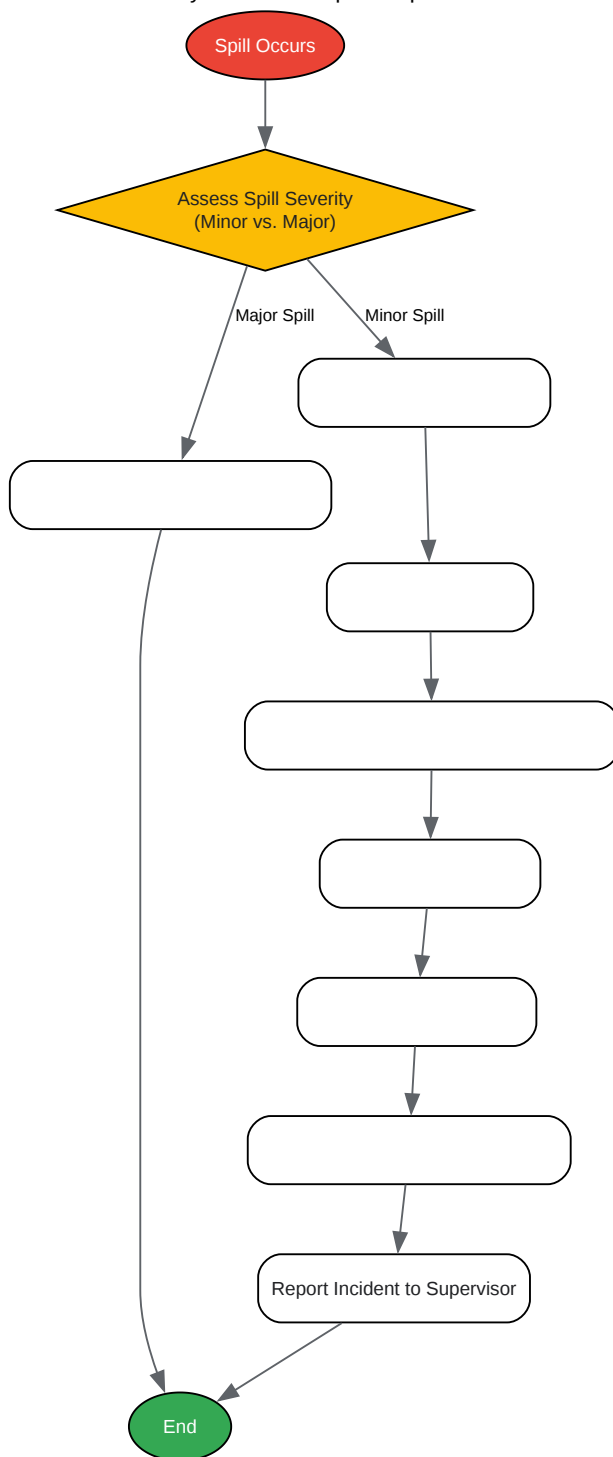 Spill Occurs
Assess Spill Severity
(Minor vs. Major)
Major Spill
Minor Spill
Report Incident to Supervisor
End